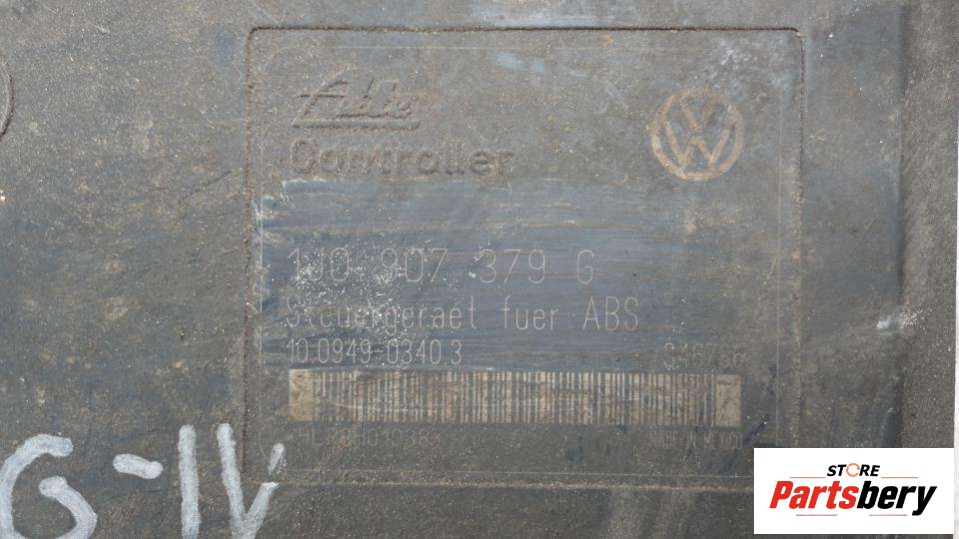 Ate
Controller
1J0 907 379 G
Steuergeraet fuer ABS
10.0949-0340.3
G-IV
STORE
Partsbery